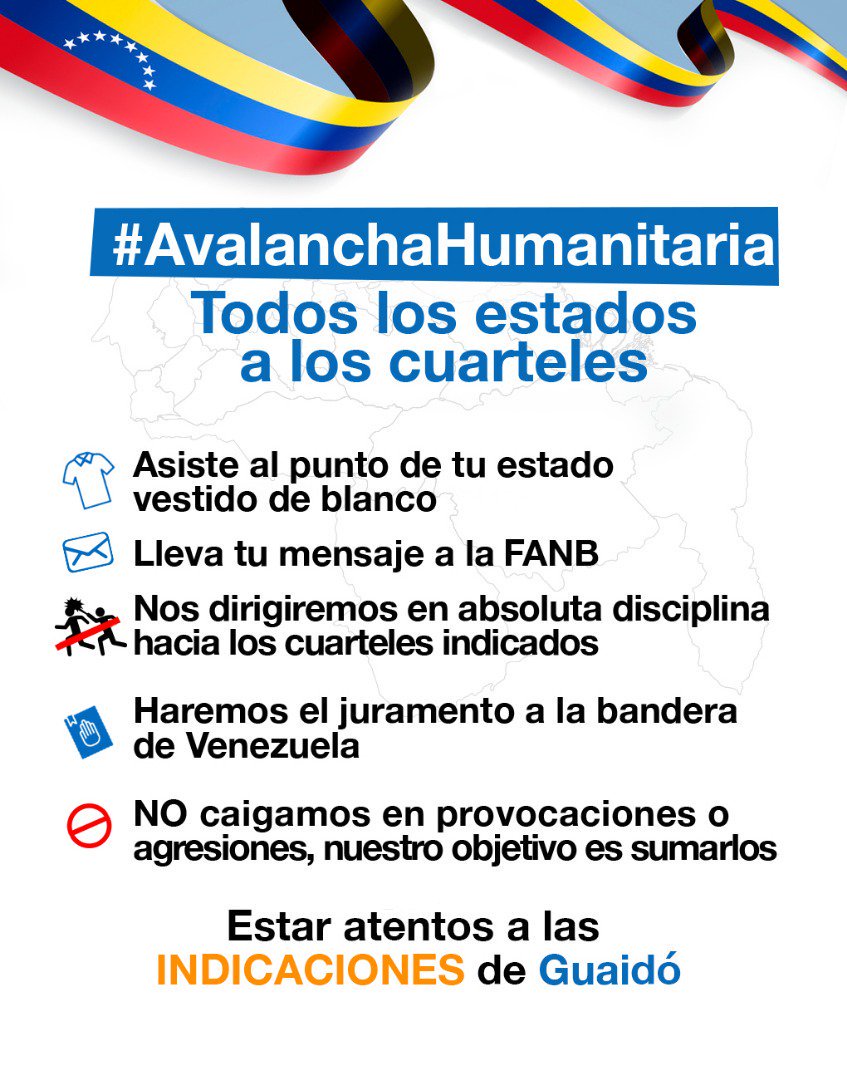 #AvalanchaHumanitaria
Todos los estados
a los cuarteles
Asiste al punto de tu estado
vestido de blanco
Lleva tu mensaje a la FANB
Nos dirigiremos en absoluta disciplina
hacia los cuarteles indicados
Haremos el juramento a la bandera
de Venezuela
NO caigamos en provocaciones o
agresiones, nuestro objetivo es sumarlos
Estar atentos a las
INDICACIONES de Guaidó